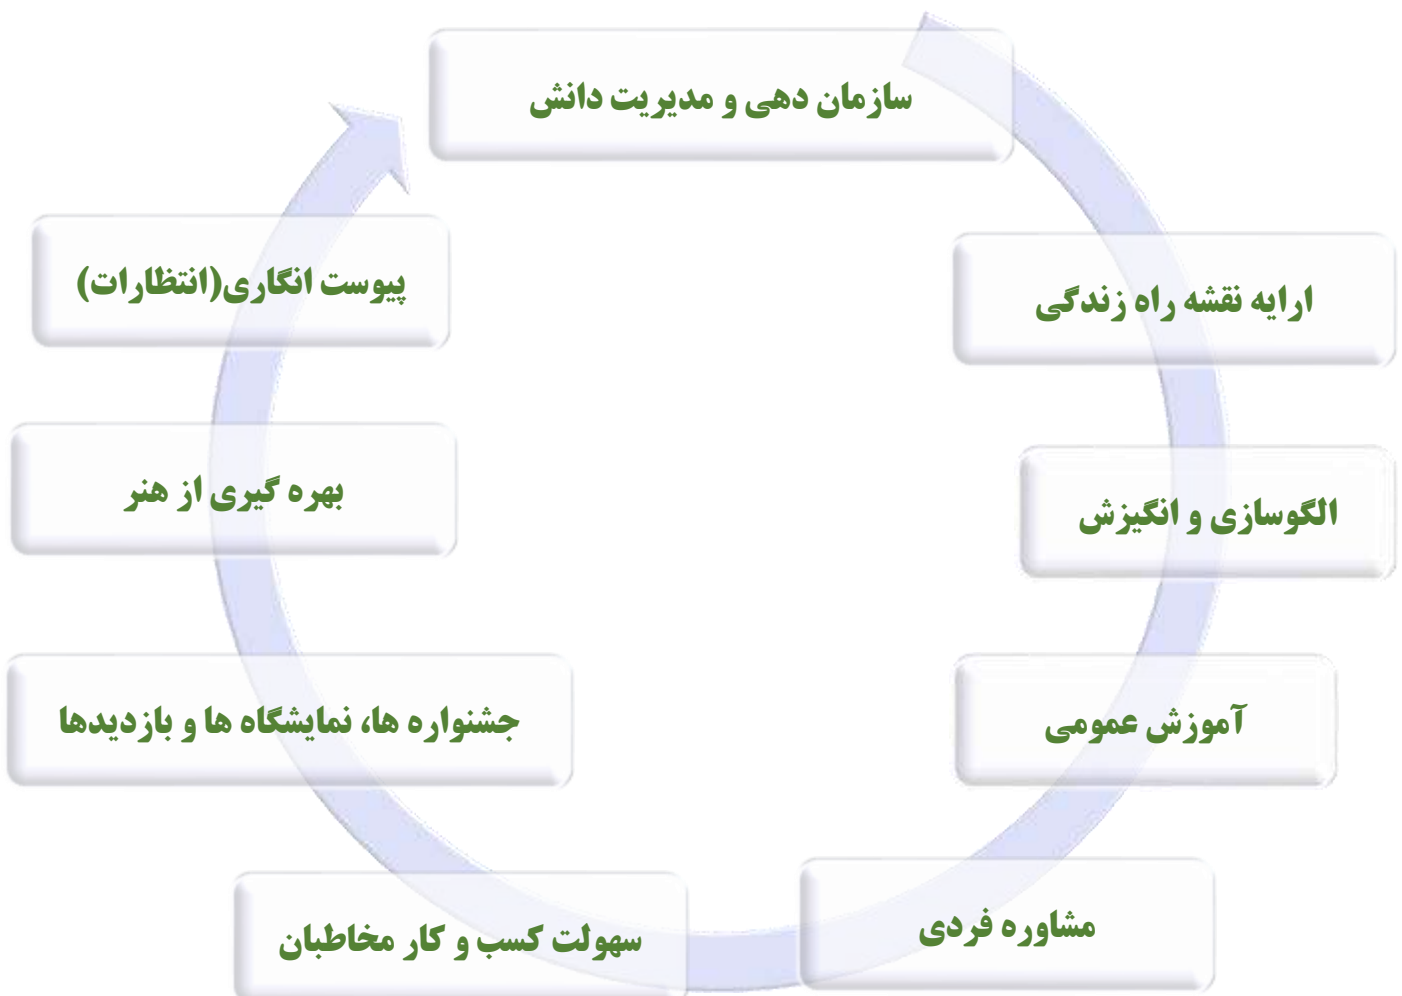 سازمان دهی و مدیریت دانش
ارایه نقشه راه زندگی
الگوسازی و انگیزش
آموزش عمومی
مشاوره فردی
سهولت کسب و کار مخاطبان
جشنواره ها، نمایشگاه ها و بازدیدها
بهره گیری از هنر
پیوست انگاری(انتظارات)